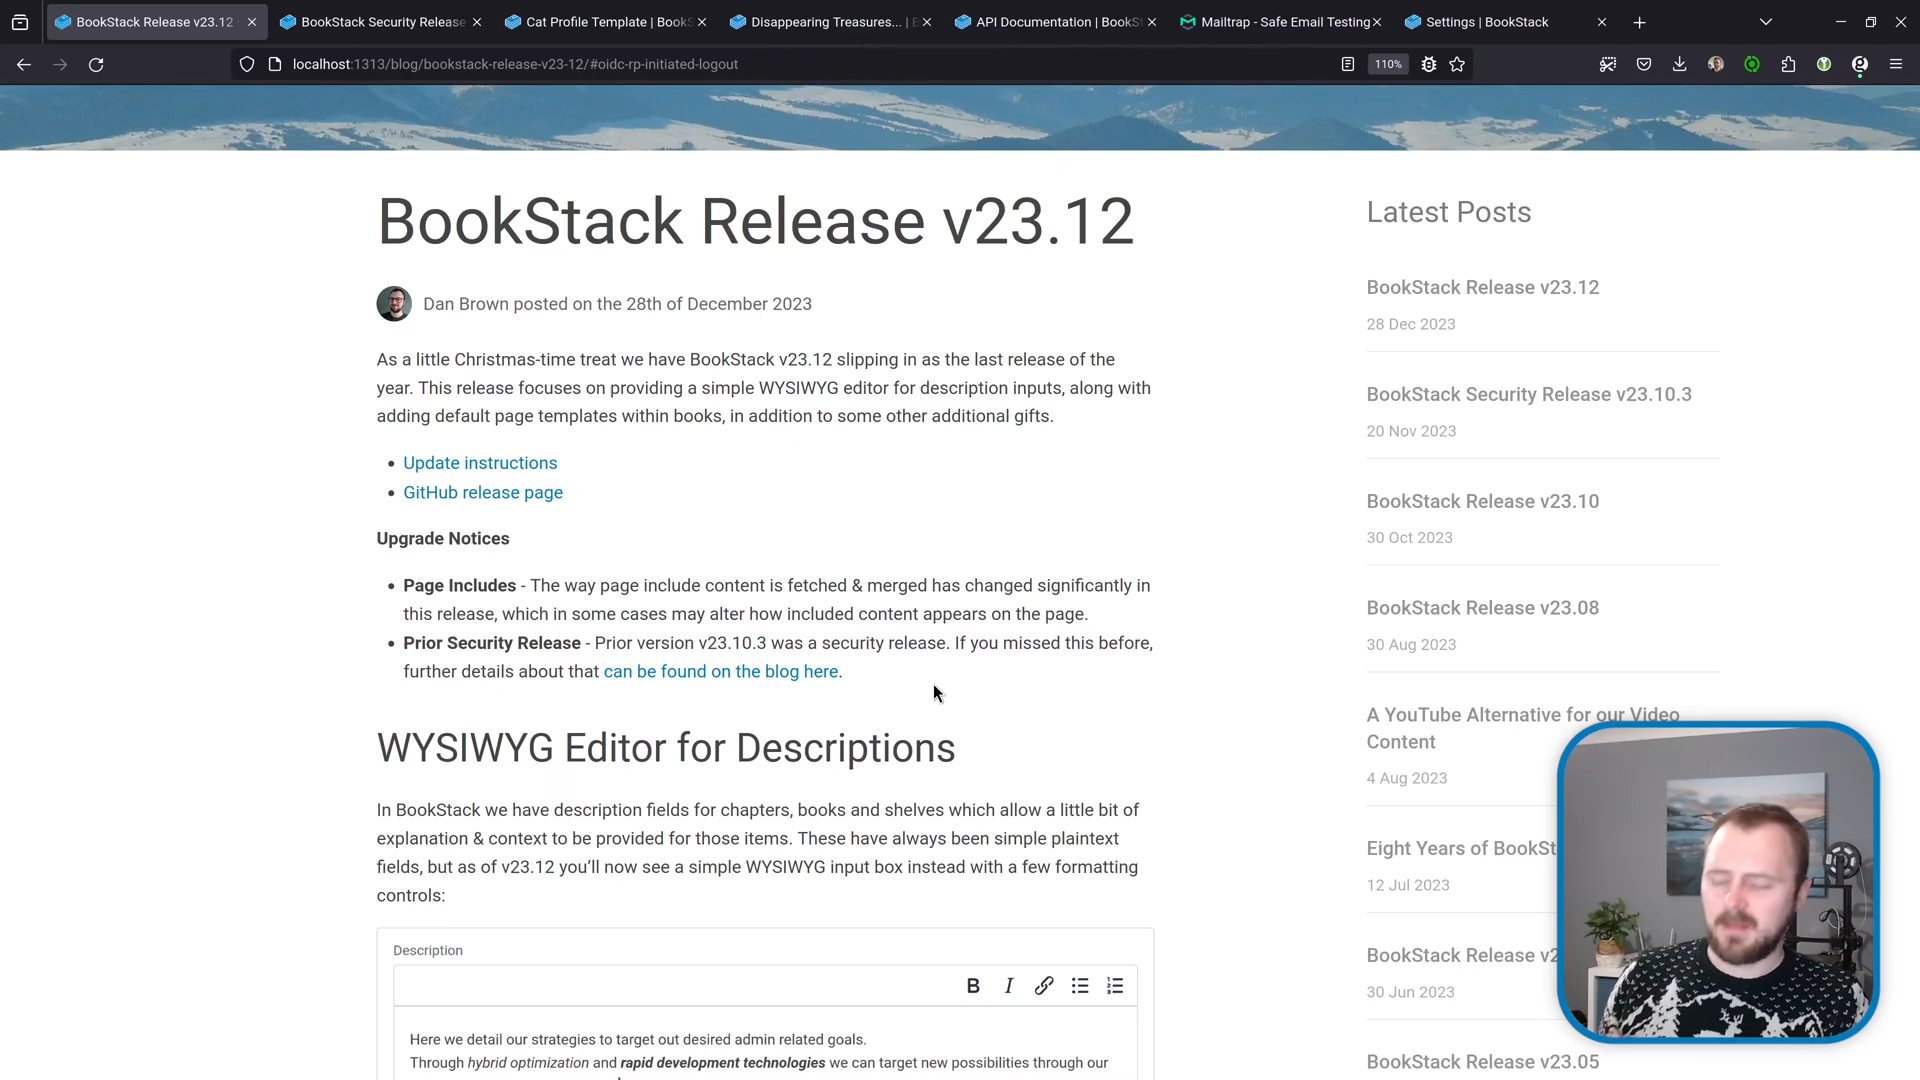 BookStack Release v23.12
BookStack Security Release
Cat Profile Template | BookS
Disappearing Treasures... | B
API Documentation | BookS
Mailtrap - Safe Email Testing
Settings | BookStack
localhost:1313/blog/bookstack-release-v23-12/#oidc-rp-initiated-logout
110%
BookStack Release v23.12
Dan Brown posted on the 28th of December 2023
As a little Christmas-time treat we have BookStack v23.12 slipping in as the last release of the
year. This release focuses on providing a simple WYSIWYG editor for description inputs, along with
adding default page templates within books, in addition to some other additional gifts.
Update instructions
GitHub release page
Upgrade Notices
Page Includes - The way page include content is fetched & merged has changed significantly in
this release, which in some cases may alter how included content appears on the page.
Prior Security Release - Prior version v23.10.3 was a security release. If you missed this before,
further details about that can be found on the blog here.
WYSIWYG Editor for Descriptions
In BookStack we have description fields for chapters, books and shelves which allow a little bit of
explanation & context to be provided for those items. These have always been simple plaintext
fields, but as of v23.12 you'll now see a simple WYSIWYG input box instead with a few formatting
controls:
Description
B I
Here we detail our strategies to target out desired admin related goals.
Through hybrid optimization and rapid development technologies we can target new possibilities through our
Latest Posts
BookStack Release v23.12
28 Dec 2023
BookStack Security Release v23.10.3
20 Nov 2023
BookStack Release v23.10
30 Oct 2023
BookStack Release v23.08
30 Aug 2023
A YouTube Alternative for our Video
Content
4 Aug 2023
Eight Years of BookSt
12 Jul 2023
BookStack Release v2
30 Jun 2023
BookStack Release v23.05